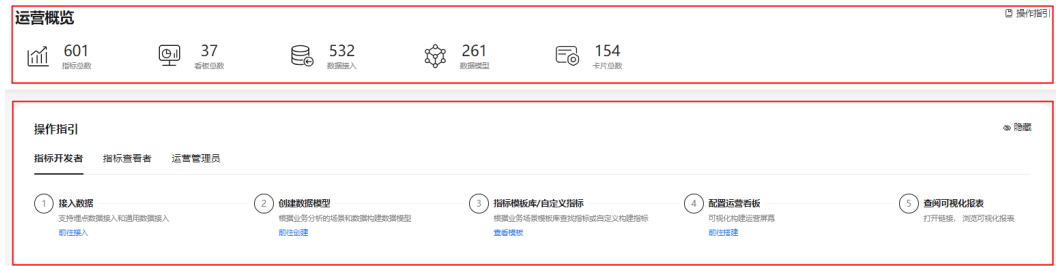 运营概览
操作指引
601
指标总数
37
看板总数
532
数据接入
261
数据模型
154
卡片总数
操作指引
隐藏
指标开发者 指标查看者 运营管理员
1 接入数据
支持埋点数据接入和通用数据接入
前往接入
2 创建数据模型
根据业务分析的场景和数据构建数据模型
前往创建
3 指标模板库/自定义指标
根据业务场景模板库查找指标或自定义构建指标
查看模板
4 配置运营看板
可视化构建运营屏幕
前往搭建
5 查阅可视化报表
打开链接，浏览可视化报表